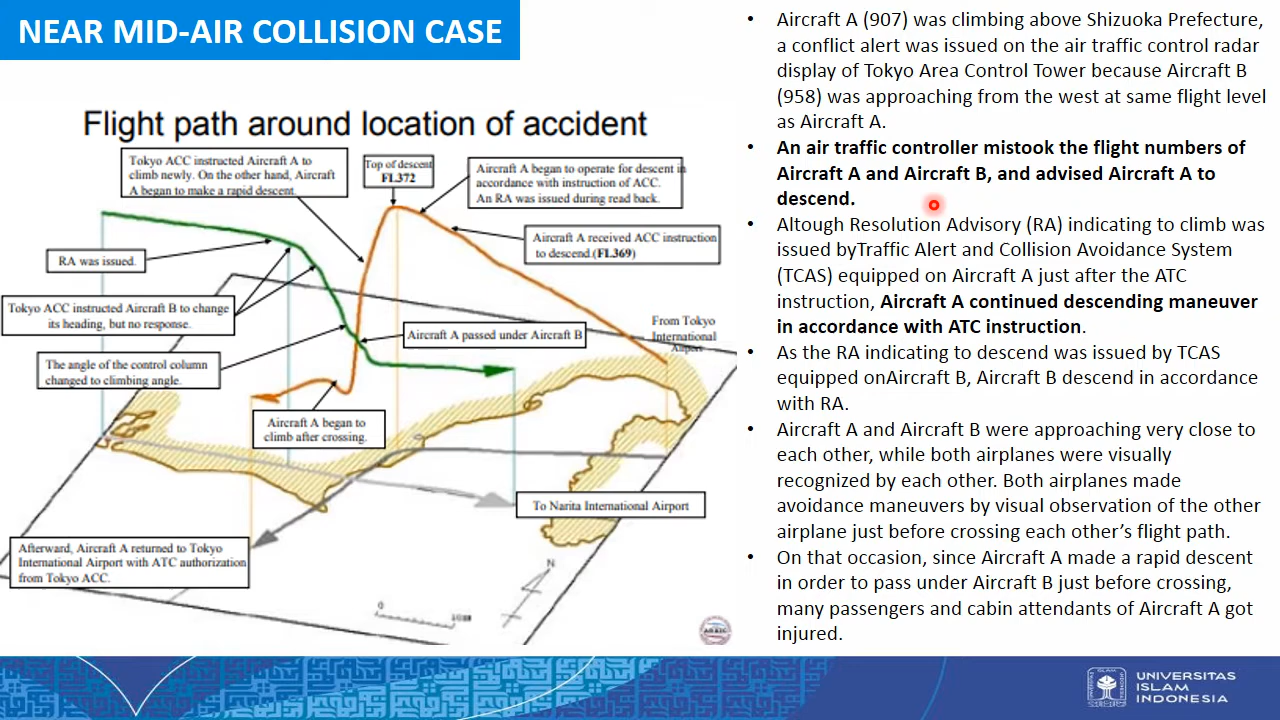 NEAR MID-AIR COLLISION CASE
Flight path around location of accident
Tokyo ACC instructed Aircraft A to
climb newly. On the other hand, Aircraft
A began to make a rapid descent.
Top of descent
FL372
Aircraft A began to operate for descent in
accordance with instruction of ACC.
An RA was issued during read back.
Aircraft A received ACC instruction
to descend.(FL369)
RA was issued.
Tokyo ACC instructed Aircraft B to change
its heading, but no response.
The angle of the control column
changed to climbing angle.
Aircraft A passed under Aircraft B
From Tokyo
International
Airport
Aircraft A began to
climb after crossing.
To Narita International Airport
Afterward, Aircraft A returned to Tokyo
International Airport with ATC authorization
from Tokyo ACC.
N
0
• Aircraft A (907) was climbing above Shizuoka Prefecture,
a conflict alert was issued on the air traffic control radar
display of Tokyo Area Control Tower because Aircraft B
(958) was approaching from the west at same flight level
as Aircraft A.
• An air traffic controller mistook the flight numbers of
Aircraft A and Aircraft B, and advised Aircraft A to
descend.
• Altough Resolution Advisory (RA) indicating to climb was
issued byTraffic Alert and Collision Avoidance System
(TCAS) equipped on Aircraft A just after the ATC
instruction, Aircraft A continued descending maneuver
in accordance with ATC instruction.
• As the RA indicating to descend was issued by TCAS
equipped onAircraft B, Aircraft B descend in accordance
with RA.
• Aircraft A and Aircraft B were approaching very close to
each other, while both airplanes were visually
recognized by each other. Both airplanes made
avoidance maneuvers by visual observation of the other
airplane just before crossing each other’s flight path.
• On that occasion, since Aircraft A made a rapid descent
in order to pass under Aircraft B just before crossing,
many passengers and cabin attendants of Aircraft A got
injured.
UNIVERSITAS
ISLAM
INDONESIA